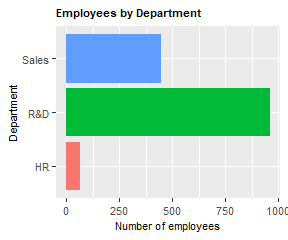 Employees by Department
Department
Sales
R&D
HR
0 250 500 750 1000
Number of employees